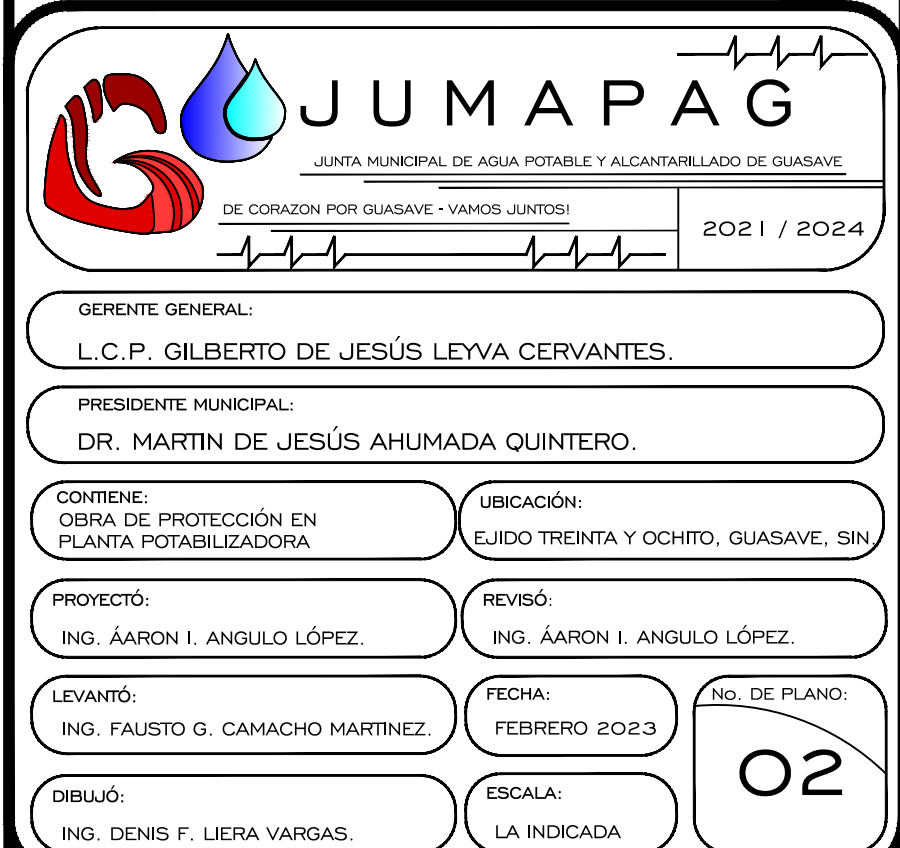 JUMAPAG
JUNTA MUNICIPAL DE AGUA POTABLE Y ALCANTARILLADO DE GUASAVE
DE CORAZON POR GUASAVE - VAMOS JUNTOS!
2021 / 2024
GERENTE GENERAL:
L.C.P. GILBERTO DE JESÚS LEYVA CERVANTES.
PRESIDENTE MUNICIPAL:
DR. MARTIN DE JESÚS AHUMADA QUINTERO.
CONTIENE:
OBRA DE PROTECCIÓN EN
PLANTA POTABILIZADORA
UBICACIÓN:
EJIDO TREINTA Y OCHITO, GUASAVE, SIN.
PROYECTÓ:
ING. ÁARON I. ANGULO LÓPEZ.
REVISÓ:
ING. ÁARON I. ANGULO LÓPEZ.
LEVANTÓ:
ING. FAUSTO G. CAMACHO MARTINEZ.
FECHA:
FEBRERO 2023
No. DE PLANO:
02
DIBUJÓ:
ING. DENIS F. LIERA VARGAS.
ESCALA:
LA INDICADA